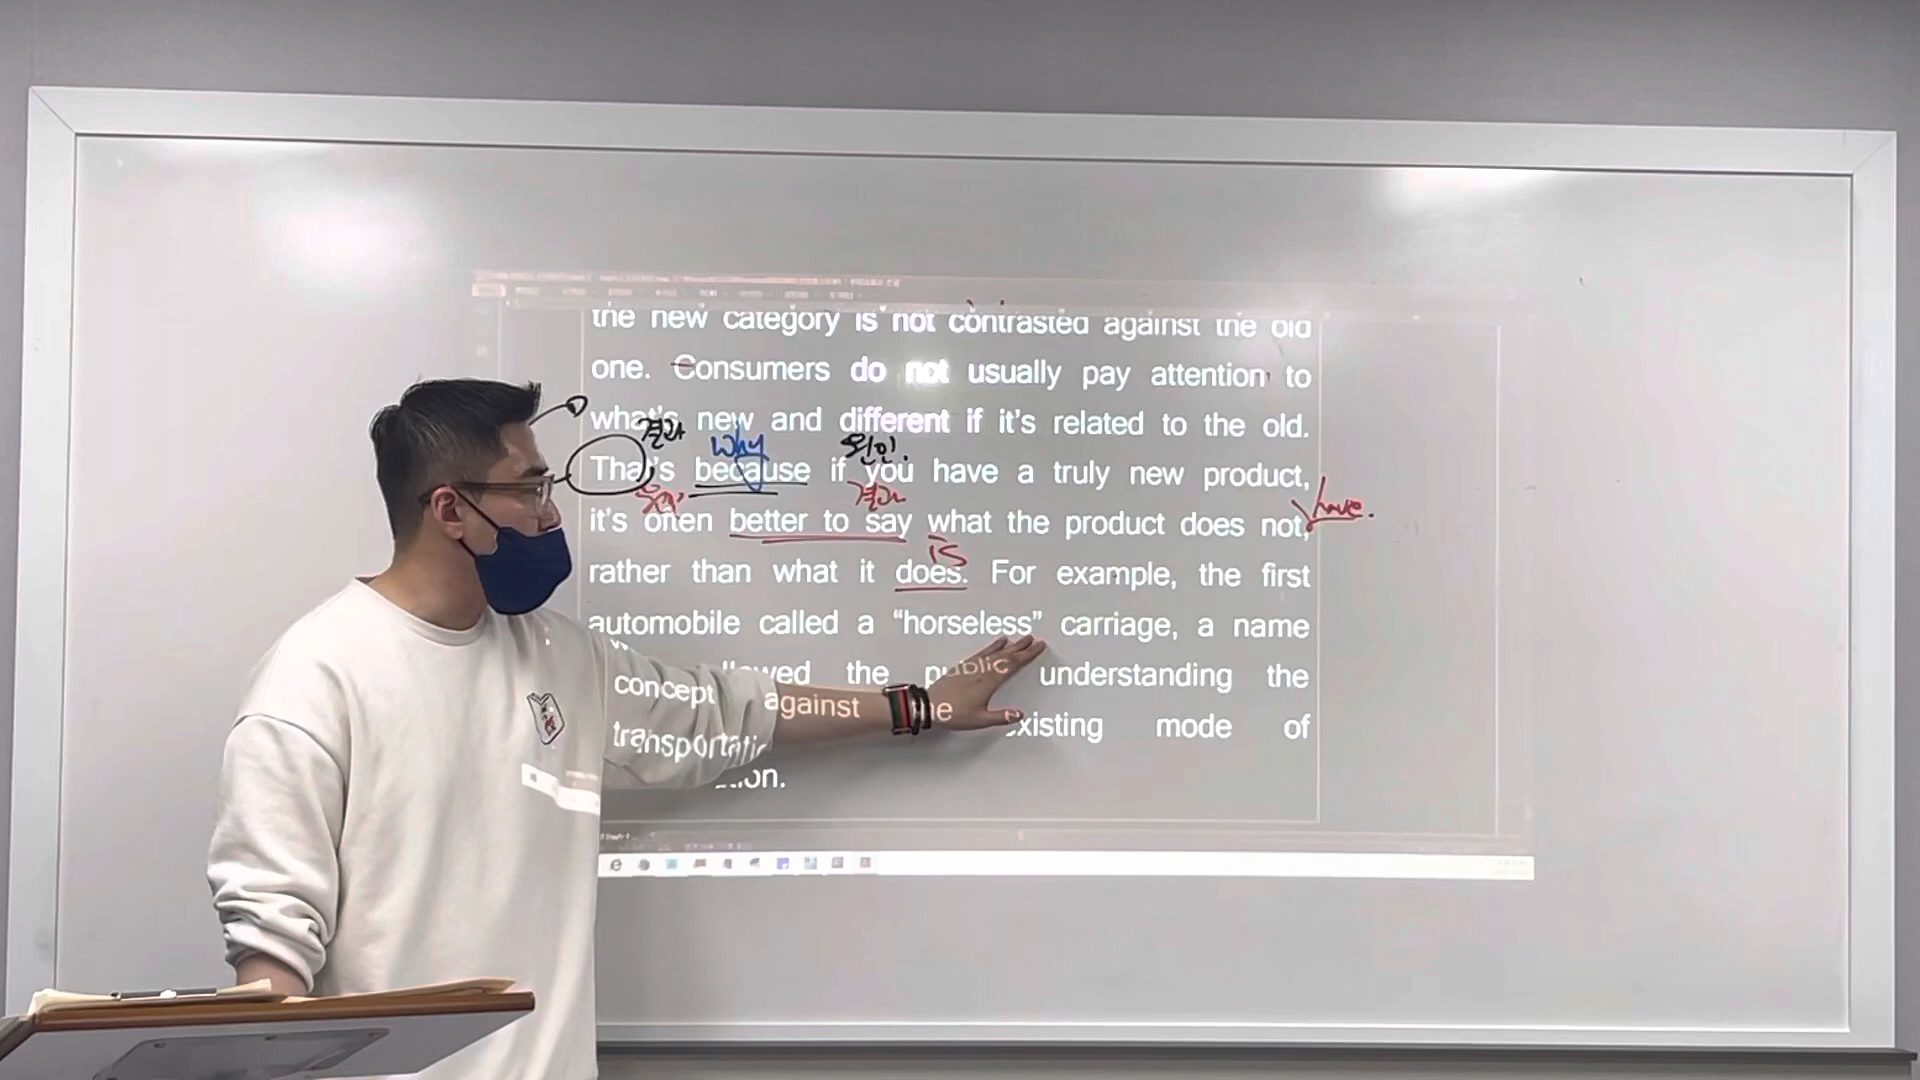 the new category is not contrasted against the old
one. Consumers do not usually pay attention to
what's new and different if it's related to the old.
결과 why 원인.
That's because if you have a truly new product,
결과 have.
it's often better to say what the product does not,
is
rather than what it does. For example, the first
automobile called a “horseless” carriage, a name
the public understanding the
concept against existing mode of
transportation.